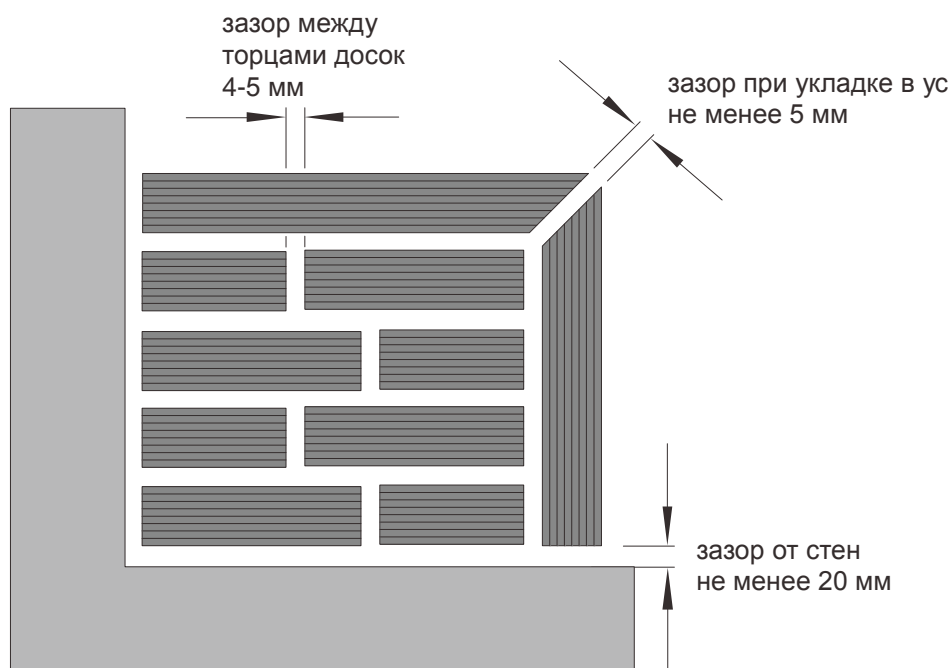 зазор между
торцами досок
4-5 мм
зазор при укладке в ус
не менее 5 мм
зазор от стен
не менее 20 мм